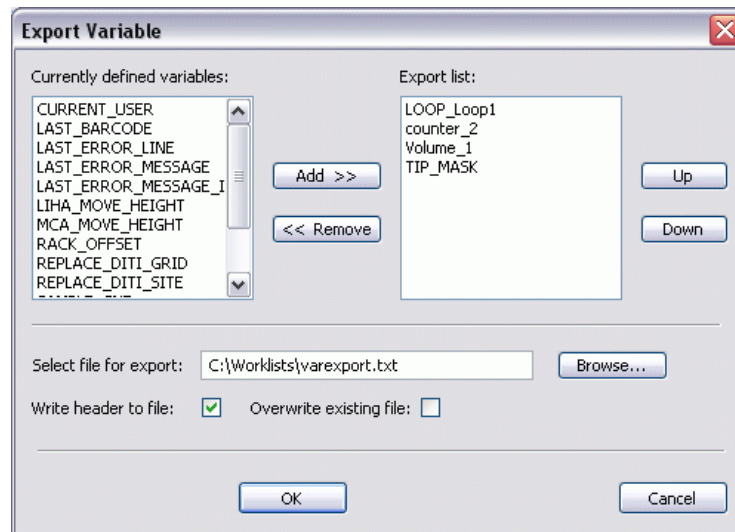 Export Variable
Currently defined variables:
CURRENT_USER
LAST_BARCODE
LAST_ERROR_LINE
LAST_ERROR_MESSAGE
LAST_ERROR_MESSAGE_I
LIHA_MOVE_HEIGHT
MCA_MOVE_HEIGHT
RACK_OFFSET
REPLACE_DITI_GRID
REPLACE_DITI_SITE
Add >>
<< Remove
Export list:
LOOP_Loop1
counter_2
Volume_1
TIP_MASK
Up
Down
Select file for export: C:\Worklists\varexport.txt Browse...
Write header to file: Overwrite existing file:
OK Cancel